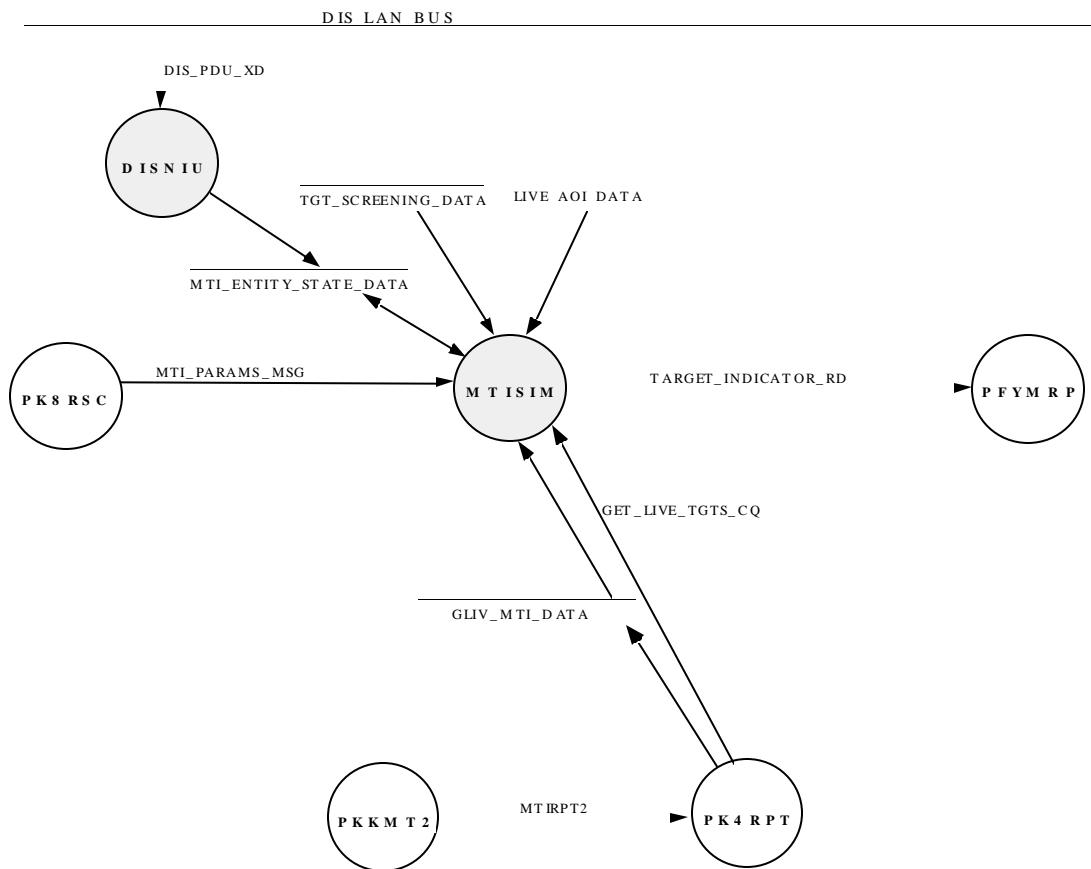 DIS LAN BUS
DIS_PDU_XD
DISNIU
TGT_SCREENING_DATA
LIVE AOI DATA
MTI_ENTITY_STATE_DATA
MTI_PARAMS_MSG
TARGET_INDICATOR_RD
PK8RSC
MTISIM
PFYMRP
GET_LIVE_TGTS_CQ
GLIV_MTI_DATA
MTIRPT2
PKKMT2
PK4RPT